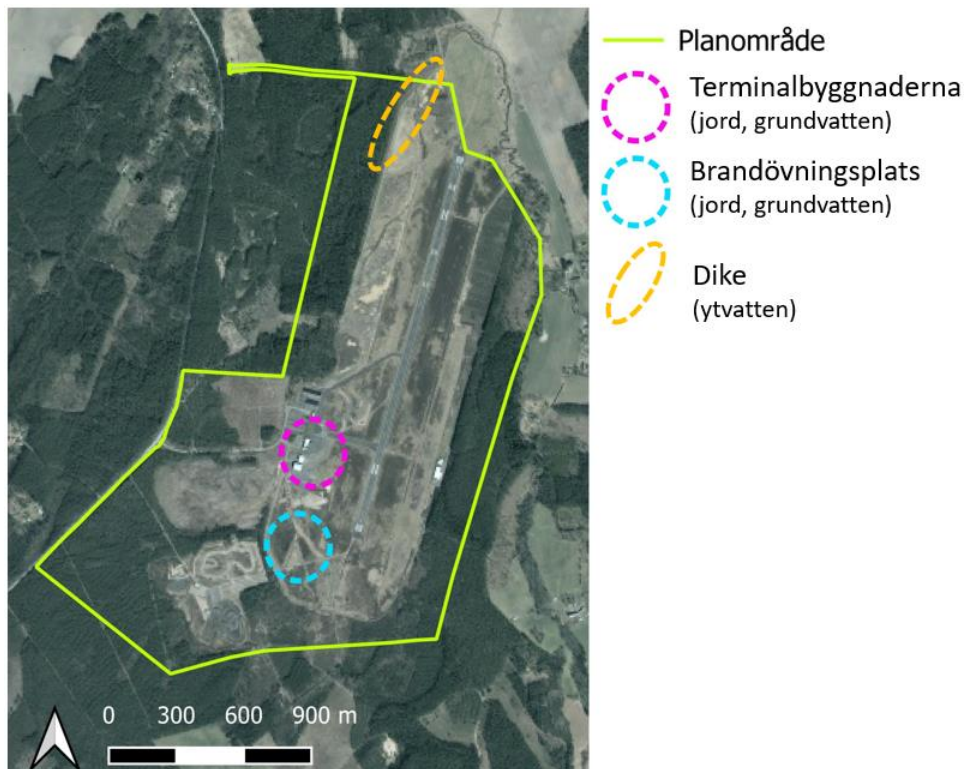 Planområde
Terminalbyggnaderna
(jord, grundvatten)
Brandövningsplats
(jord, grundvatten)
Dike
(ytvatten)
0 300 600 900 m